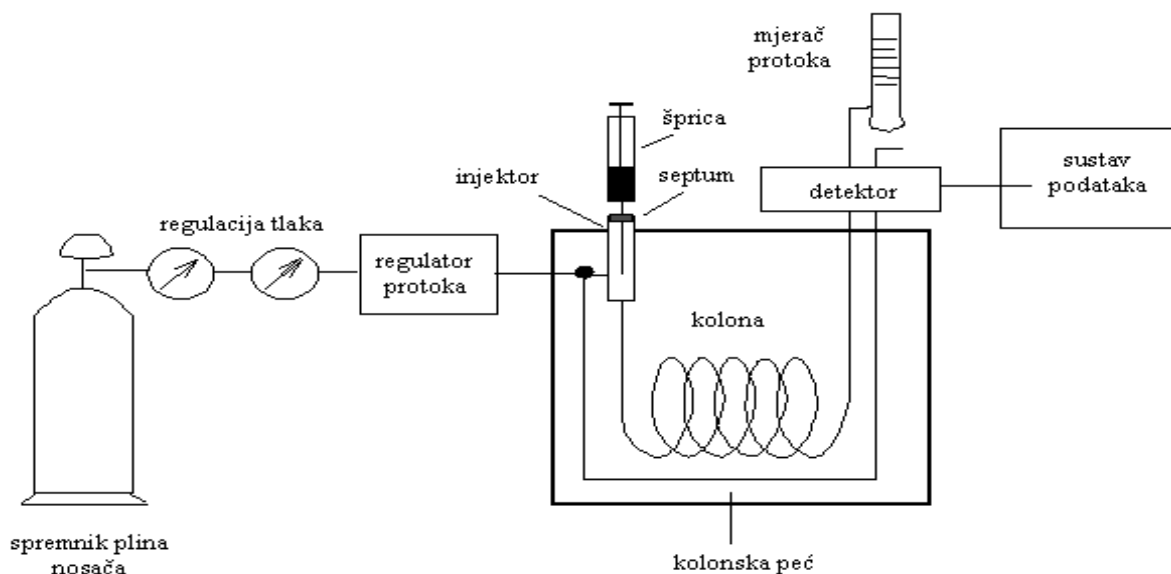 mjerač
protoka
šprica
injektor
septum
detektor
sustav
podataka
regulacija tlaka
regulator
protoka
kolona
spremnik plina
nosača
kolonska peć